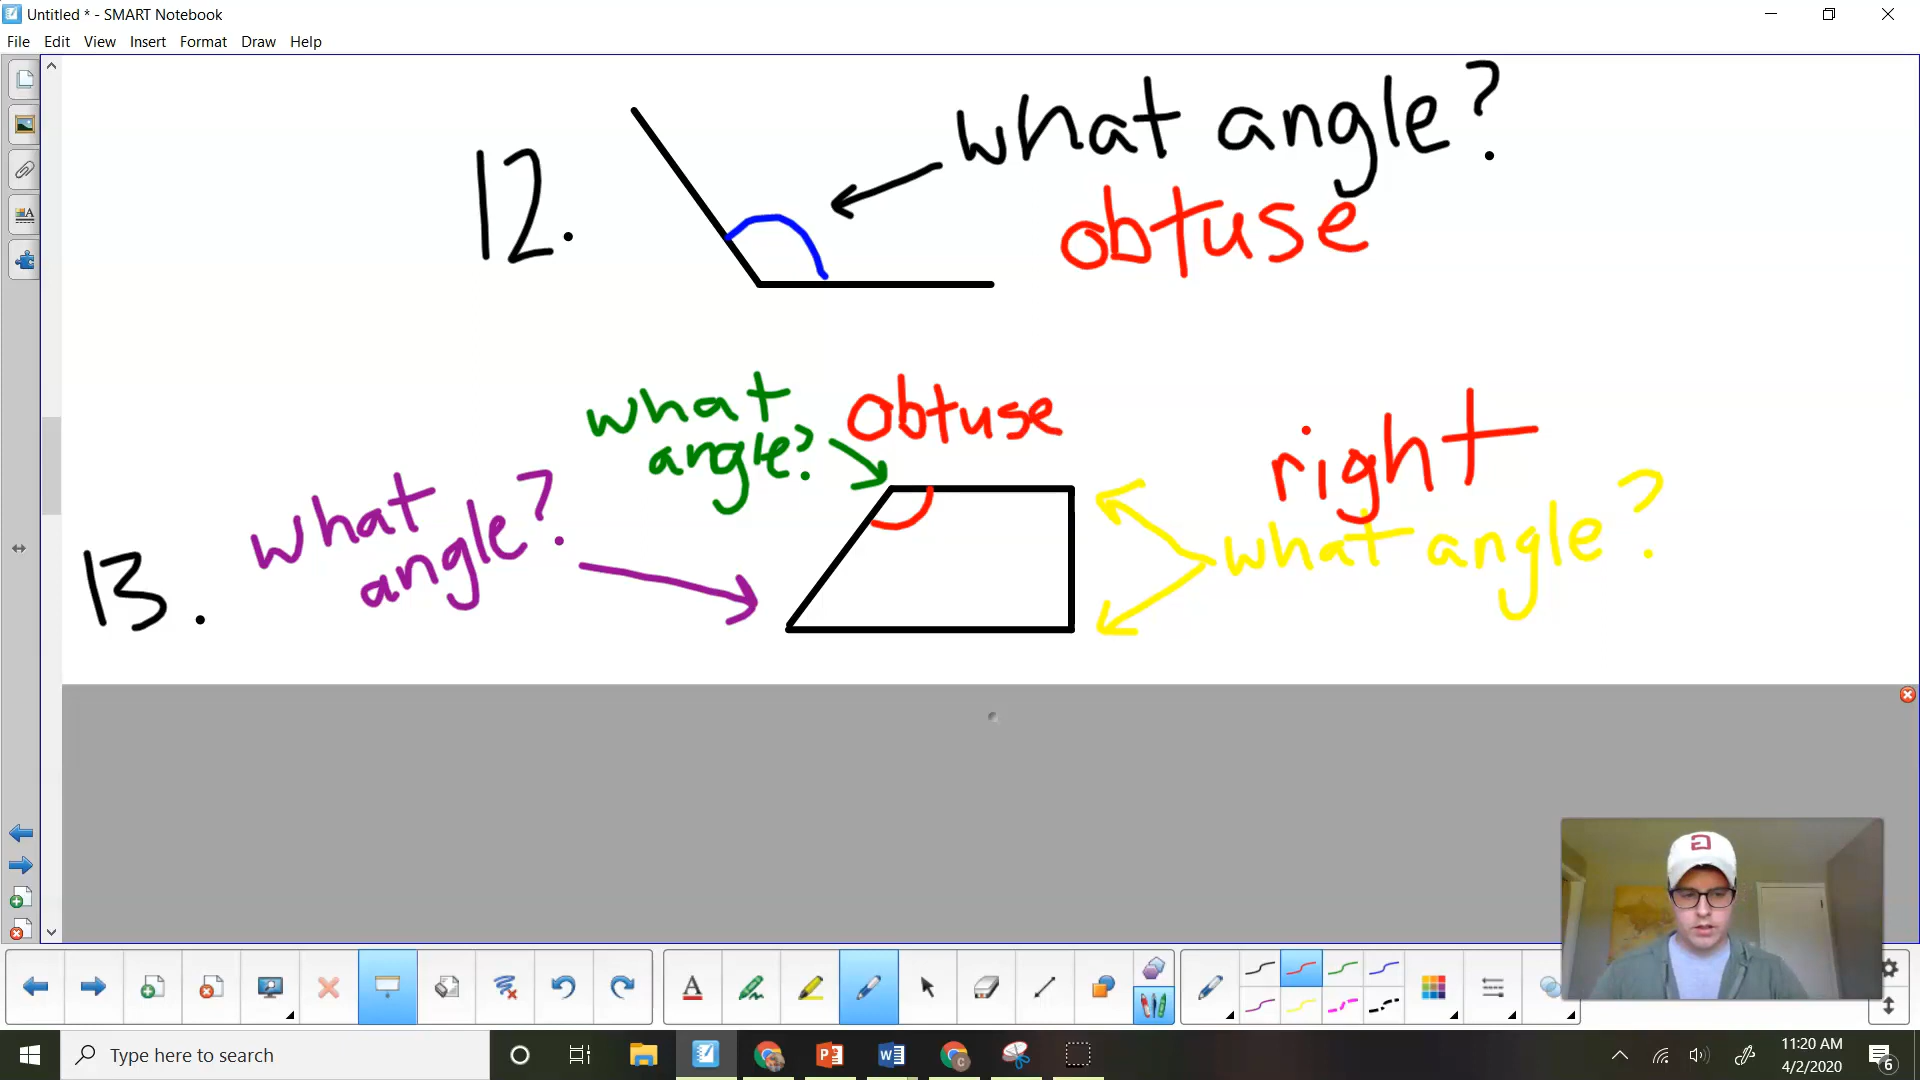 Untitled * - SMART Notebook
File Edit View Insert Format Draw Help
what angle?
12.
obtuse
what
angle?
obtuse
right
what
angle?
what angle?
13.
A
A
G
Type here to search
11:20 AM
4/2/2020
6